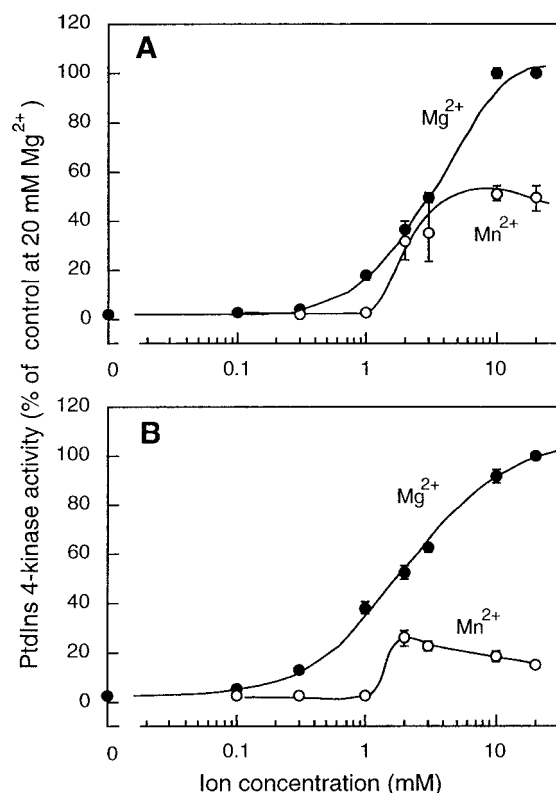 A
120
100
80
60
40
20
0
Mg2+
Mn2+
0
0.1
1
10
B
120
100
80
60
40
20
0
Mg2+
Mn2+
0
0.1
1
10
Ion concentration (mM)
PtdIns 4-kinase activity (% of control at 20 mM Mg2+)